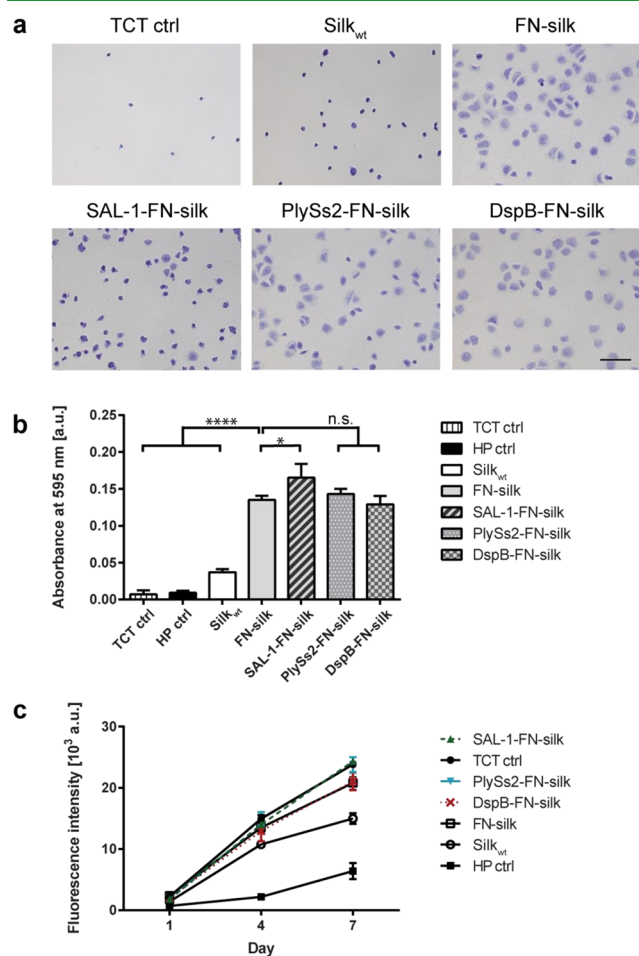 a
TCT ctrl
Silkwt
FN-silk
SAL-1-FN-silk
PlySs2-FN-silk
DspB-FN-silk
b
Absorbance at 595 nm [a.u.]
0.25
0.20
0.15
0.10
0.05
0.00
****
*
n.s.
TCT ctrl
HP ctrl
Silkwt
FN-silk
SAL-1-FN-silk
PlySs2-FN-silk
DspB-FN-silk
TCT ctrl
HP ctrl
Silkwt
FN-silk
SAL-1-FN-silk
PlySs2-FN-silk
DspB-FN-silk
c
Fluorescence intensity [10³ a.u.]
30
20
10
0
1
4
7
Day
SAL-1-FN-silk
TCT ctrl
PlySs2-FN-silk
DspB-FN-silk
FN-silk
Silkwt
HP ctrl